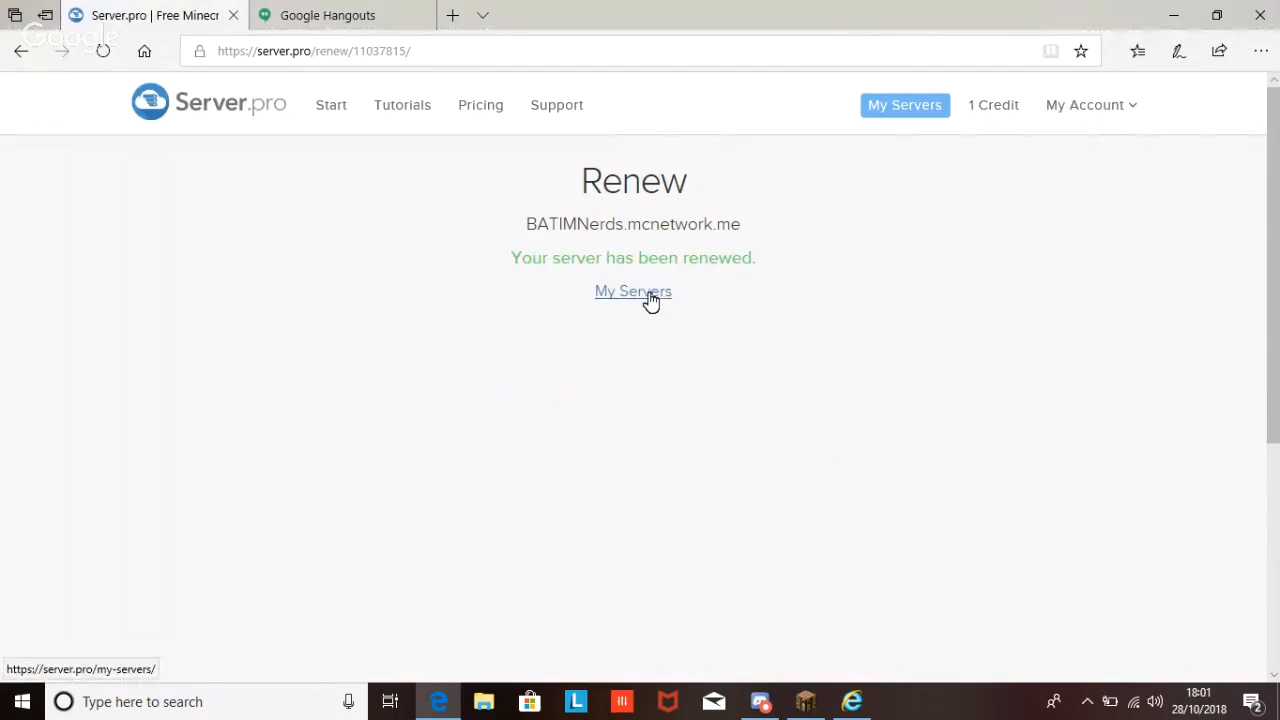 Server.pro | Free Minecr
Google Hangouts
Google
https://server.pro/renew/11037815/
Server.pro
Start
Tutorials
Pricing
Support
My Servers
1 Credit
My Account
Renew
BATIMNerds.mcnetwork.me
Your server has been renewed.
My Servers
https://server.pro/my-servers/
Type here to search
L
18:01
28/10/2018
2